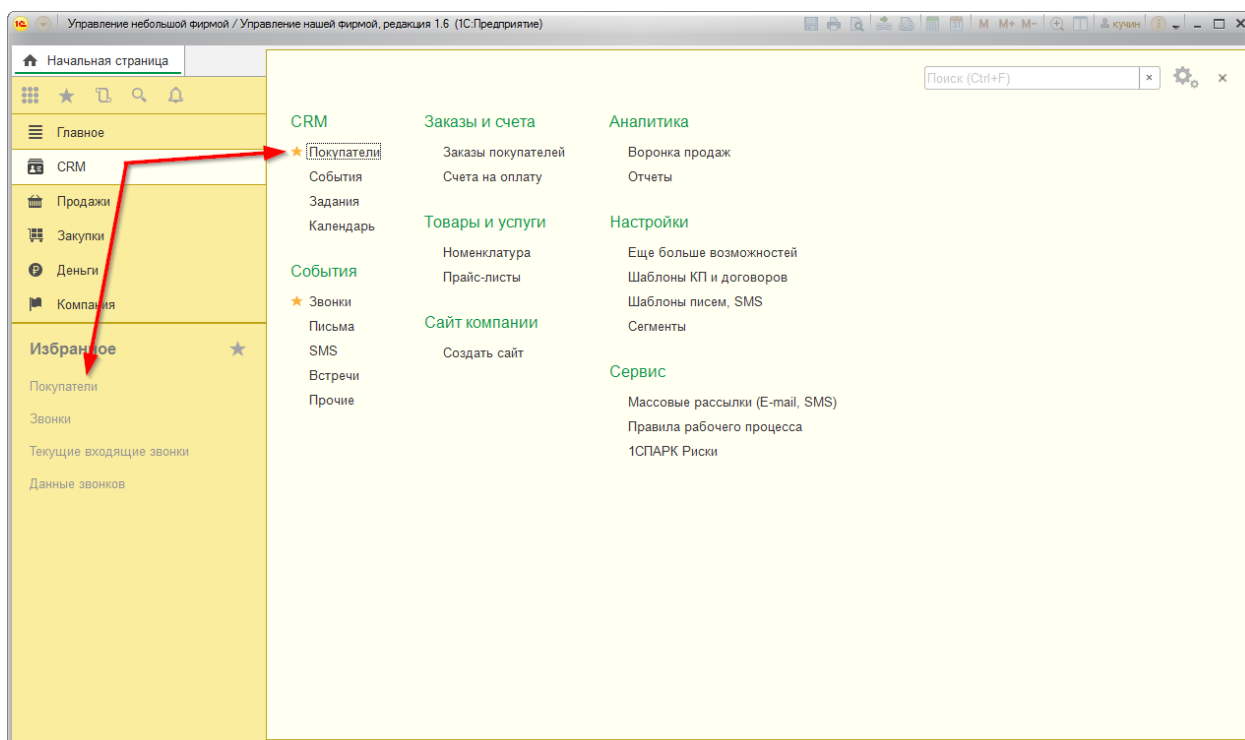 Управление небольшой фирмой / Управление нашей фирмой, редакция 1.6 (1С:Предприятие)
M M+ M- кучин
Начальная страница
Поиск (Ctrl+F)
Главное
CRM
Продажи
Закупки
Деньги
Компания
Избранное
Покупатели
Звонки
Текущие входящие звонки
Данные звонков
CRM
Покупатели
События
Задания
Календарь
События
Звонки
Письма
SMS
Встречи
Прочие
Заказы и счета
Заказы покупателей
Счета на оплату
Товары и услуги
Номенклатура
Прайс-листы
Сайт компании
Создать сайт
Аналитика
Воронка продаж
Отчеты
Настройки
Еще больше возможностей
Шаблоны КП и договоров
Шаблоны писем, SMS
Сегменты
Сервис
Массовые рассылки (E-mail, SMS)
Правила рабочего процесса
1СПАРК Риски